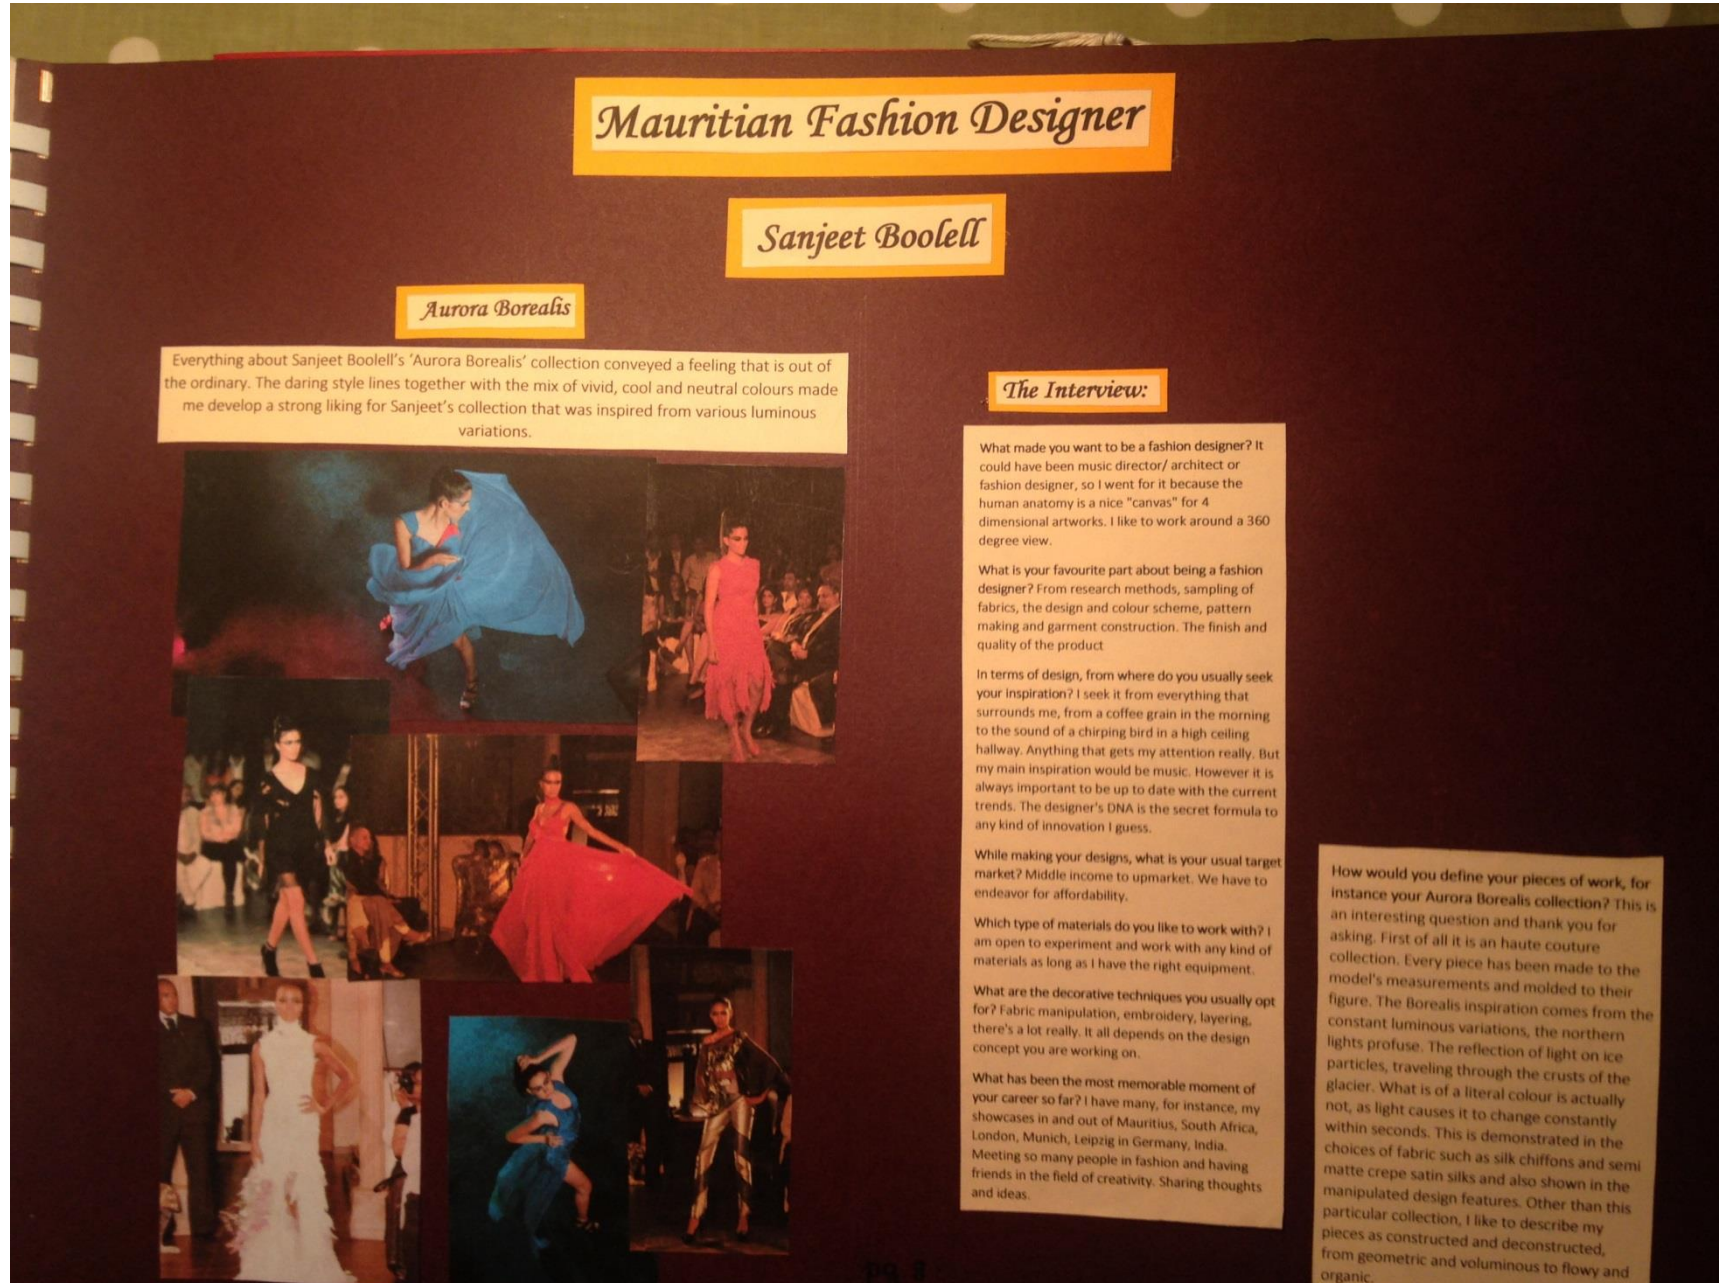 Mauritian Fashion Designer
Sanjeet Boolell
Aurora Borealis
Everything about Sanjeet Boolell's 'Aurora Borealis' collection conveyed a feeling that is out of
the ordinary. The daring style lines together with the mix of vivid, cool and neutral colours made
me develop a strong liking for Sanjeet's collection that was inspired from various luminous
variations.
The Interview:
What made you want to be a fashion designer? It
could have been music director/ architect or
fashion designer, so I went for it because the
human anatomy is a nice "canvas" for 4
dimensional artworks. I like to work around a 360
degree view.
What is your favourite part about being a fashion
designer? From research methods, sampling of
fabrics, the design and colour scheme, pattern
making and garment construction. The finish and
quality of the product
In terms of design, from where do you usually seek
your inspiration? I seek it from everything that
surrounds me, from a coffee grain in the morning
to the sound of a chirping bird in a high ceiling
hallway. Anything that gets my attention really. But
my main inspiration would be music. However it is
always important to be up to date with the current
trends. The designer's DNA is the secret formula to
any kind of innovation I guess.
While making your designs, what is your usual target
market? Middle income to upmarket. We have to
endeavor for affordability.
Which type of materials do you like to work with? I
am open to experiment and work with any kind of
materials as long as I have the right equipment.
What are the decorative techniques you usually opt
for? Fabric manipulation, embroidery, layering,
there's a lot really. It all depends on the design
concept you are working on.
What has been the most memorable moment of
your career so far? I have many, for instance, my
showcases in and out of Mauritius, South Africa,
London, Munich, Leipzig in Germany, India.
Meeting so many people in fashion and having
friends in the field of creativity. Sharing thoughts
and ideas.
How would you define your pieces of work, for
instance your Aurora Borealis collection? This is
an interesting question and thank you for
asking. First of all it is an haute couture
collection. Every piece has been made to the
model's measurements and molded to their
figure. The Borealis inspiration comes from the
constant luminous variations, the northern
lights profuse. The reflection of light on ice
particles, traveling through the crusts of the
glacier. What is of a literal colour is actually
not, as light causes it to change constantly
within seconds. This is demonstrated in the
choices of fabric such as silk chiffons and semi
matte crepe satin silks and also shown in the
manipulated design features. Other than this
particular collection, I like to describe my
pieces as constructed and deconstructed,
from geometric and voluminous to flowy and
organic.